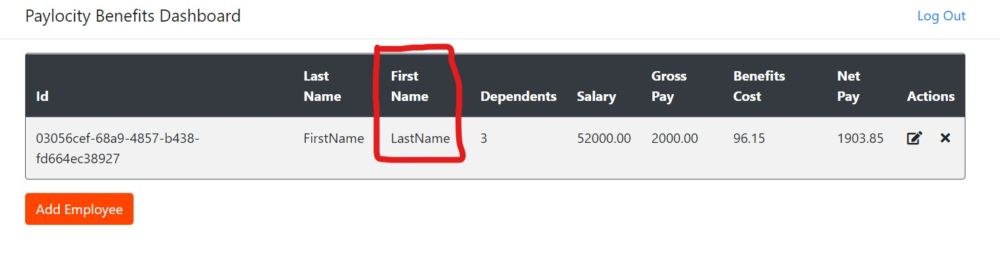 Paylocity Benefits Dashboard
Log Out
Id
Last Name
First Name
Dependents
Salary
Gross Pay
Benefits Cost
Net Pay
Actions
03056cef-68a9-4857-b438-
fd664ec38927
FirstName
LastName
3
52000.00
2000.00
96.15
1903.85
Add Employee